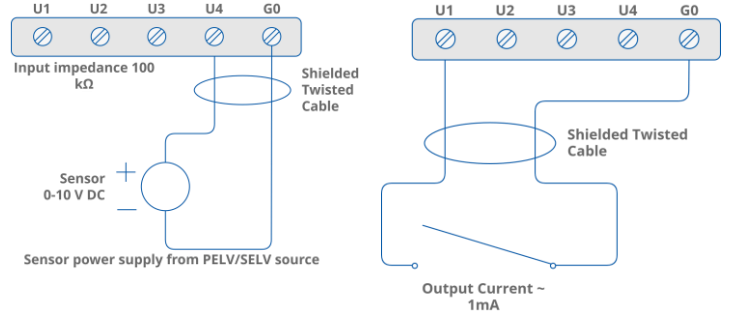 U1 U2 U3 U4 G0
Input impedance 100
kΩ
Shielded
Twisted
Cable
Sensor
0-10 V DC
+
—
Sensor power supply from PELV/SELV source
U1 U2 U3 U4 G0
Shielded Twisted
Cable
Output Current ~
1mA